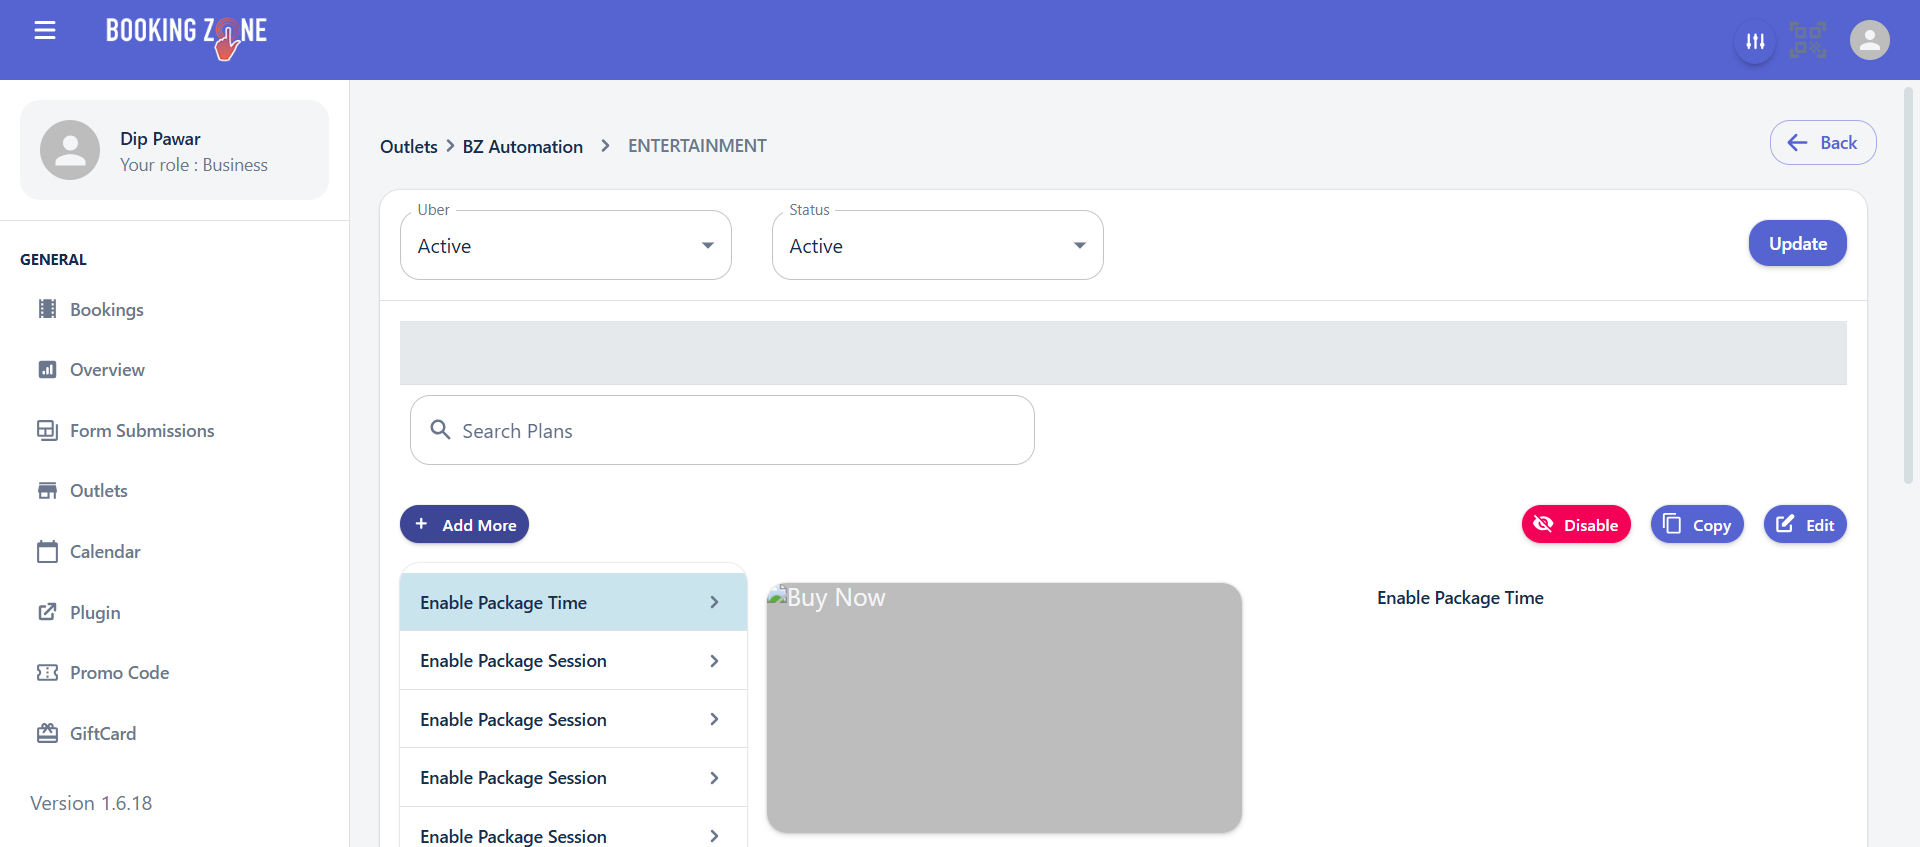 BOOKING ZONE
Dip Pawar
Your role : Business
GENERAL
Bookings
Overview
Form Submissions
Outlets
Calendar
Plugin
Promo Code
GiftCard
Version 1.6.18
Outlets > BZ Automation > ENTERTAINMENT
Back
Uber
Active
Status
Active
Update
Search Plans
+ Add More
Disable
Copy
Edit
Enable Package Time
Enable Package Session
Enable Package Session
Enable Package Session
Enable Package Session
Buy Now
Enable Package Time